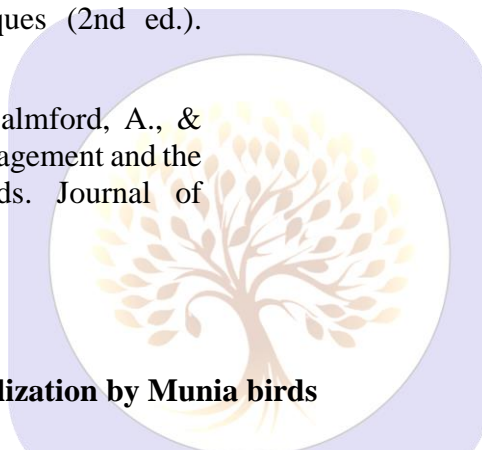 ques (2nd ed.).
almford, A., &
agement and the
ds. Journal of
lization by Munia birds